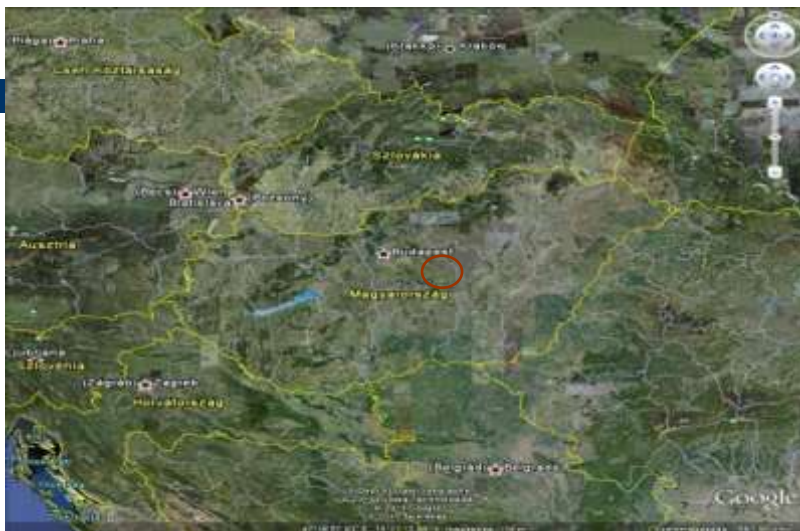 (Prága) Praha
(Krakkó) Kraków
Cseh Köztársaság
Szlovákia
(Bécs) Wien
Bratislava (Pozsony)
Ausztria
Budapest
Magyarország
Ljubljana
Szlovénia
(Zágráb) Zagreb
Horvátország
(Belgrád) Belgrade
Google